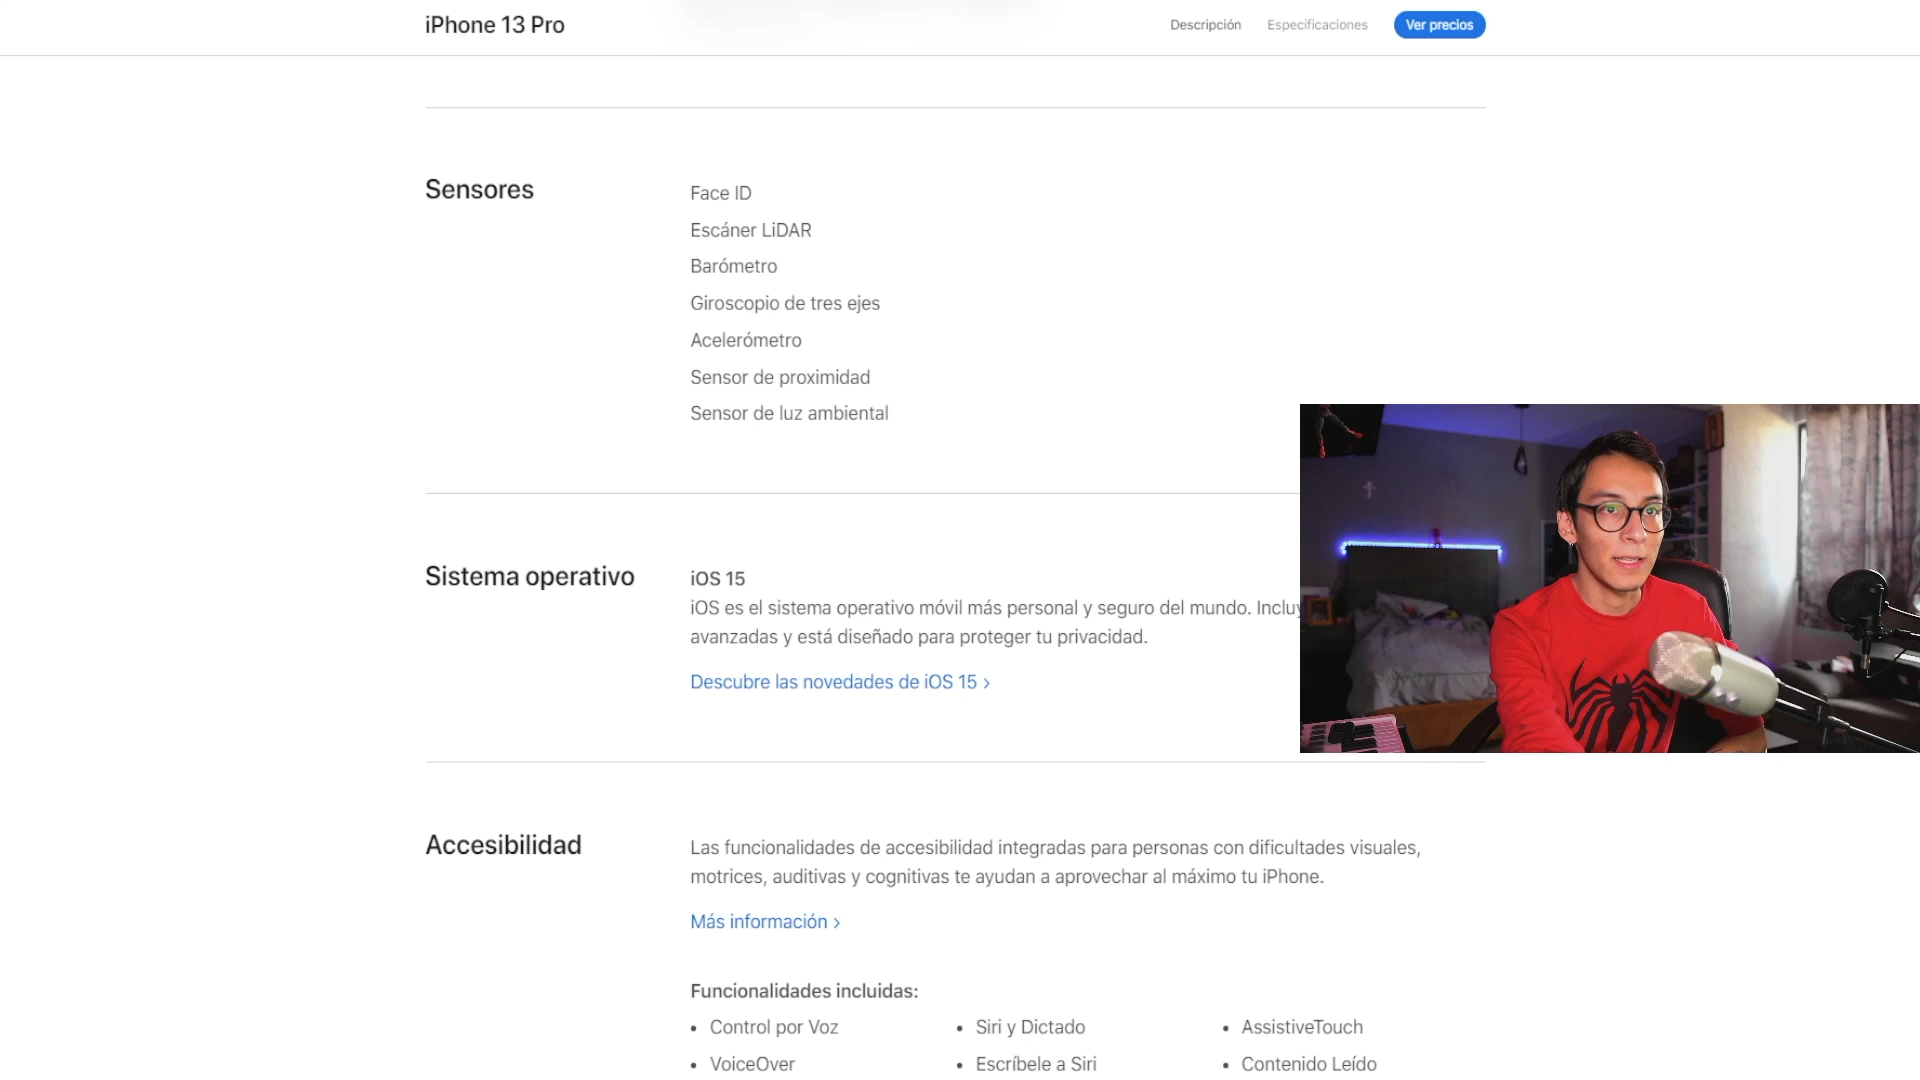 iPhone 13 Pro
Descripción
Especificaciones
Ver precios
Sensores
Face ID
Escáner LiDAR
Barómetro
Giroscopio de tres ejes
Acelerómetro
Sensor de proximidad
Sensor de luz ambiental
Sistema operativo
iOS 15
iOS es el sistema operativo móvil más personal y seguro del mundo. Incluy
avanzadas y está diseñado para proteger tu privacidad.
Descubre las novedades de iOS 15 >
Accesibilidad
Las funcionalidades de accesibilidad integradas para personas con dificultades visuales,
motrices, auditivas y cognitivas te ayudan a aprovechar al máximo tu iPhone.
Más información >
Funcionalidades incluidas:
• Control por Voz
• Siri y Dictado
• AssistiveTouch
• VoiceOver
• Escríbele a Siri
• Contenido Leído